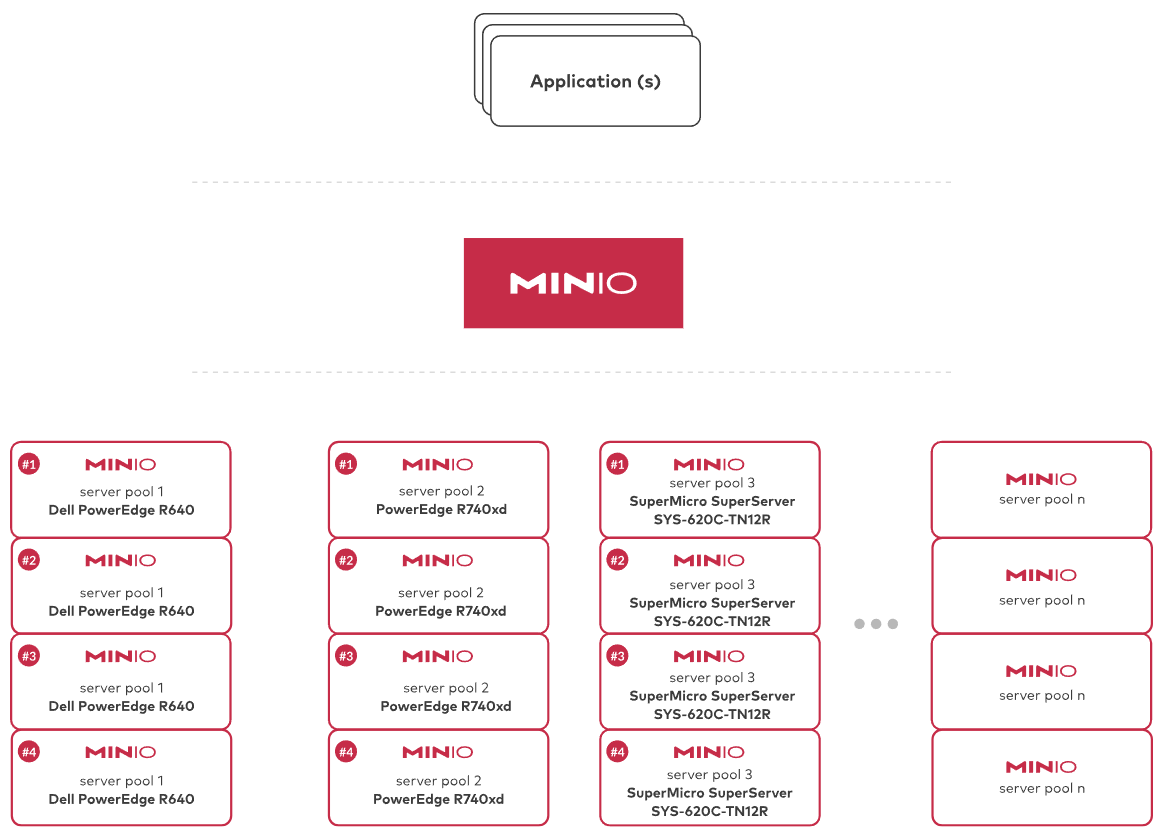 Application (s)
MINIO
#1
MINIO
server pool 1
Dell PowerEdge R640
#2
MINIO
server pool 1
Dell PowerEdge R640
#3
MINIO
server pool 1
Dell PowerEdge R640
#4
MINIO
server pool 1
Dell PowerEdge R640
#1
MINIO
server pool 2
PowerEdge R740xd
#2
MINIO
server pool 2
PowerEdge R740xd
#3
MINIO
server pool 2
PowerEdge R740xd
#4
MINIO
server pool 2
PowerEdge R740xd
#1
MINIO
server pool 3
SuperMicro SuperServer
SYS-620C-TN12R
#2
MINIO
server pool 3
SuperMicro SuperServer
SYS-620C-TN12R
#3
MINIO
server pool 3
SuperMicro SuperServer
SYS-620C-TN12R
#4
MINIO
server pool 3
SuperMicro SuperServer
SYS-620C-TN12R
MINIO
server pool n
MINIO
server pool n
MINIO
server pool n
MINIO
server pool n